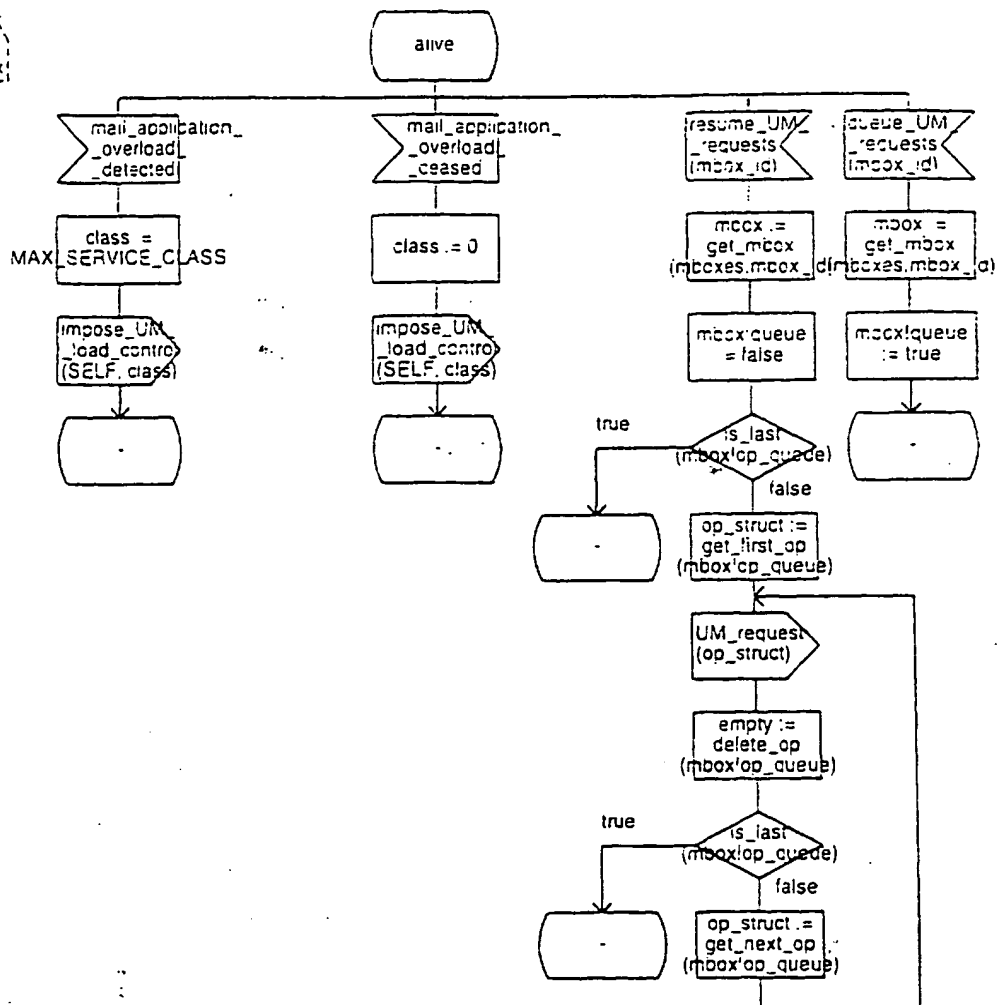 alive
mail_application_
_overload_
_detected
mail_application_
_overload_
_ceased
resume_UM_
_requests
(mbox_id)
queue_UM_
_requests
(mbox_id)
class =
MAX_SERVICE_CLASS
class := 0
mbox :=
get_mbox
(mboxes,mbox_id)
mbox =
get_mbox
(mboxes,mbox_id)
impose_UM_
_load_contro
(SELF, class)
impose_UM_
_load_contro
(SELF, class)
mbox!queue
= false
mbox!queue
:= true
-
-
true
is_last
(mbox!op_queue)
-
false
-
op_struct :=
get_first_op
(mbox!op_queue)
UM_request
(op_struct)
empty :=
delete_op
(mbox!op_queue)
true
is_last
(mbox!op_queue)
false
-
op_struct :=
get_next_op
(mbox!op_queue)